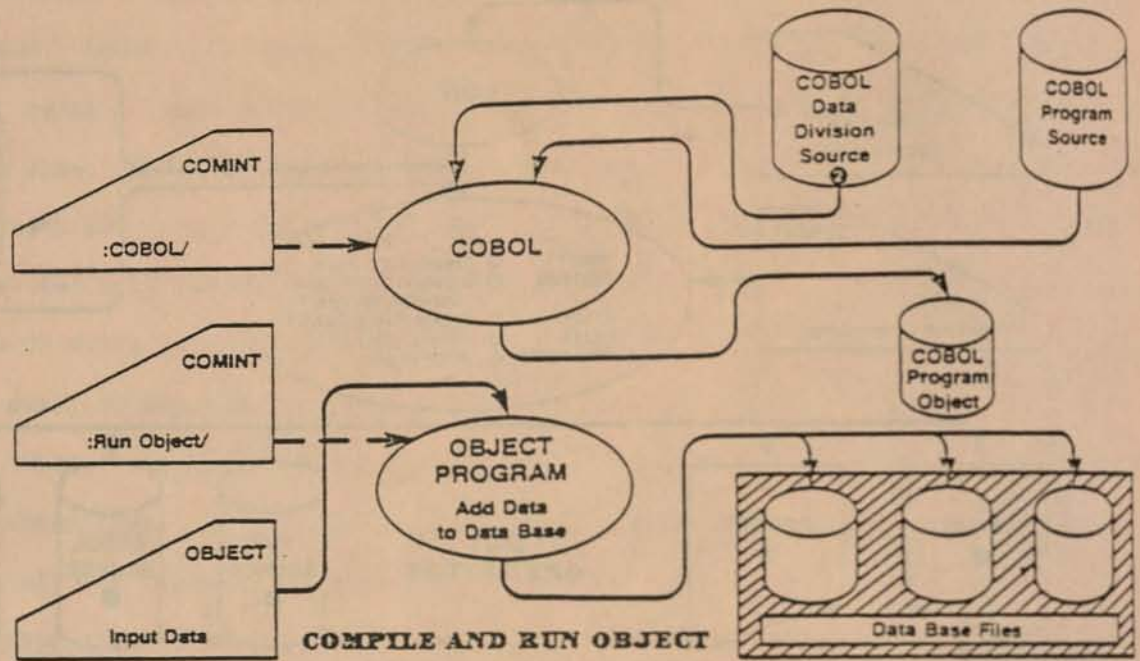 COMINT
:COBOL/
COBOL
COBOL
Data
Division
Source
2
COBOL
Program
Source
COMINT
:Run Object/
OBJECT
PROGRAM
Add Data
to Data Base
COBOL
Program
Object
OBJECT
Input Data
COMPILE AND RUN OBJECT
Data Base Files